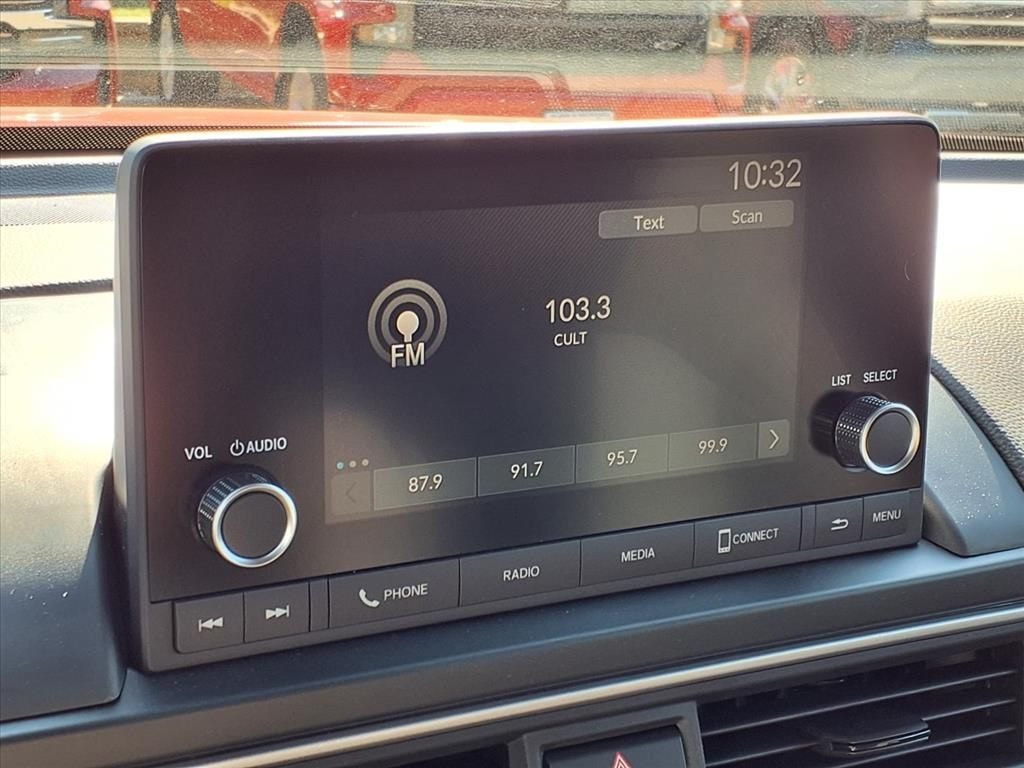 10:32
Text Scan
103.3
CULT
FM
LIST SELECT
VOL AUDIO
87.9 91.7 95.7 99.9
PHONE RADIO MEDIA CONNECT MENU